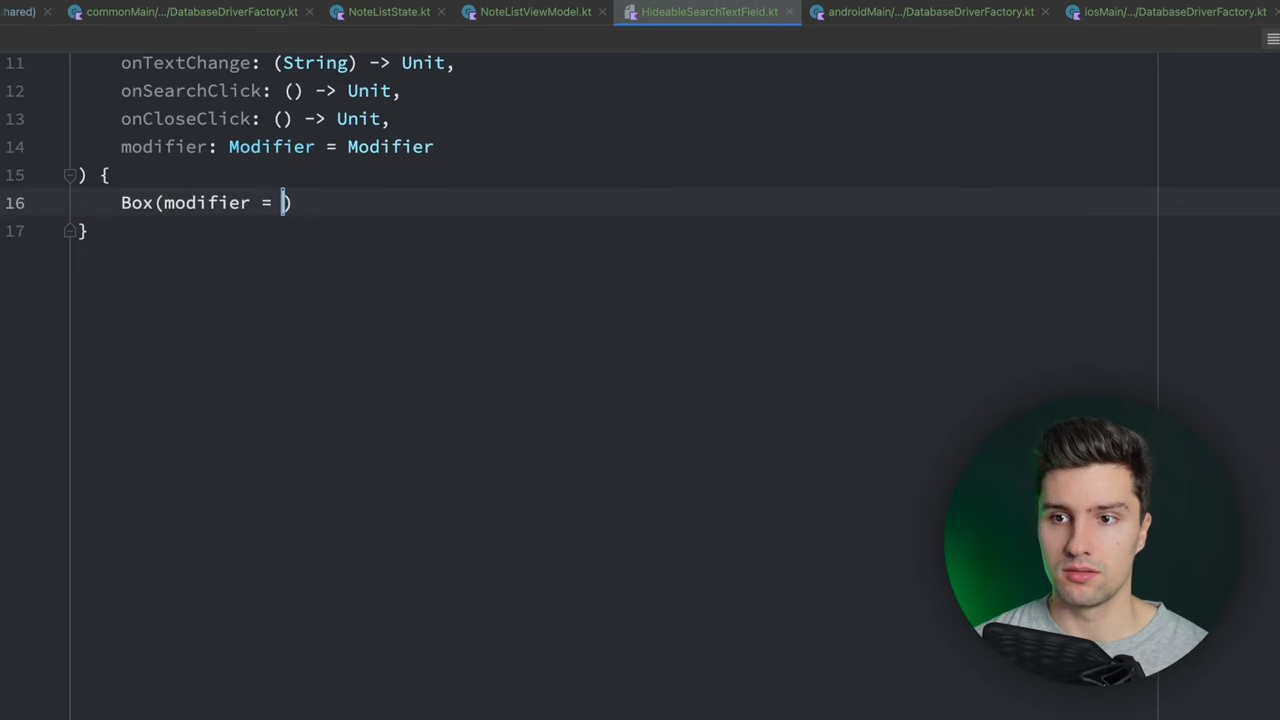 hared)
commonMain/.../DatabaseDriverFactory.kt
NoteListState.kt
NoteListViewModel.kt
HideableSearchTextField.kt
androidMain/.../DatabaseDriverFactory.kt
iosMain/.../DatabaseDriverFactory.kt
11 onTextChange: (String) -> Unit,
12 onSearchClick: () -> Unit,
13 onCloseClick: () -> Unit,
14 modifier: Modifier = Modifier
15 ) {
16 Box(modifier = )
17 }